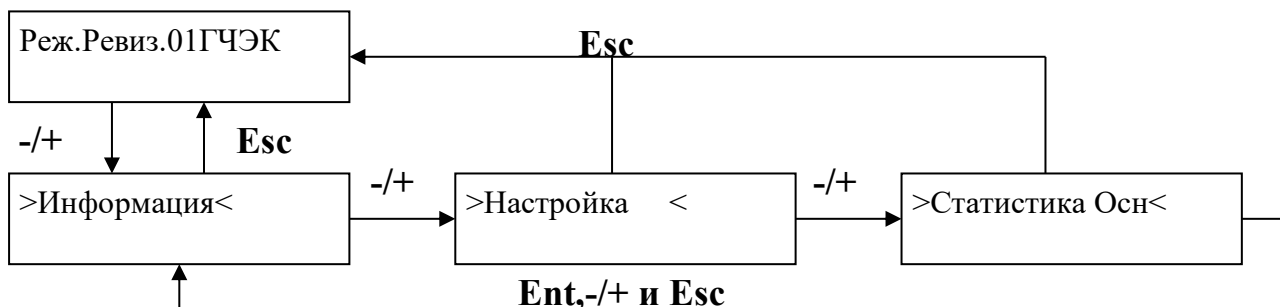 Реж.Ревиз.01ГЧЭК
Esc
-/+
Esc
>Информация<
-/+
>Настройка <
-/+
>Статистика Осн<
Ent,-/+ и Esc